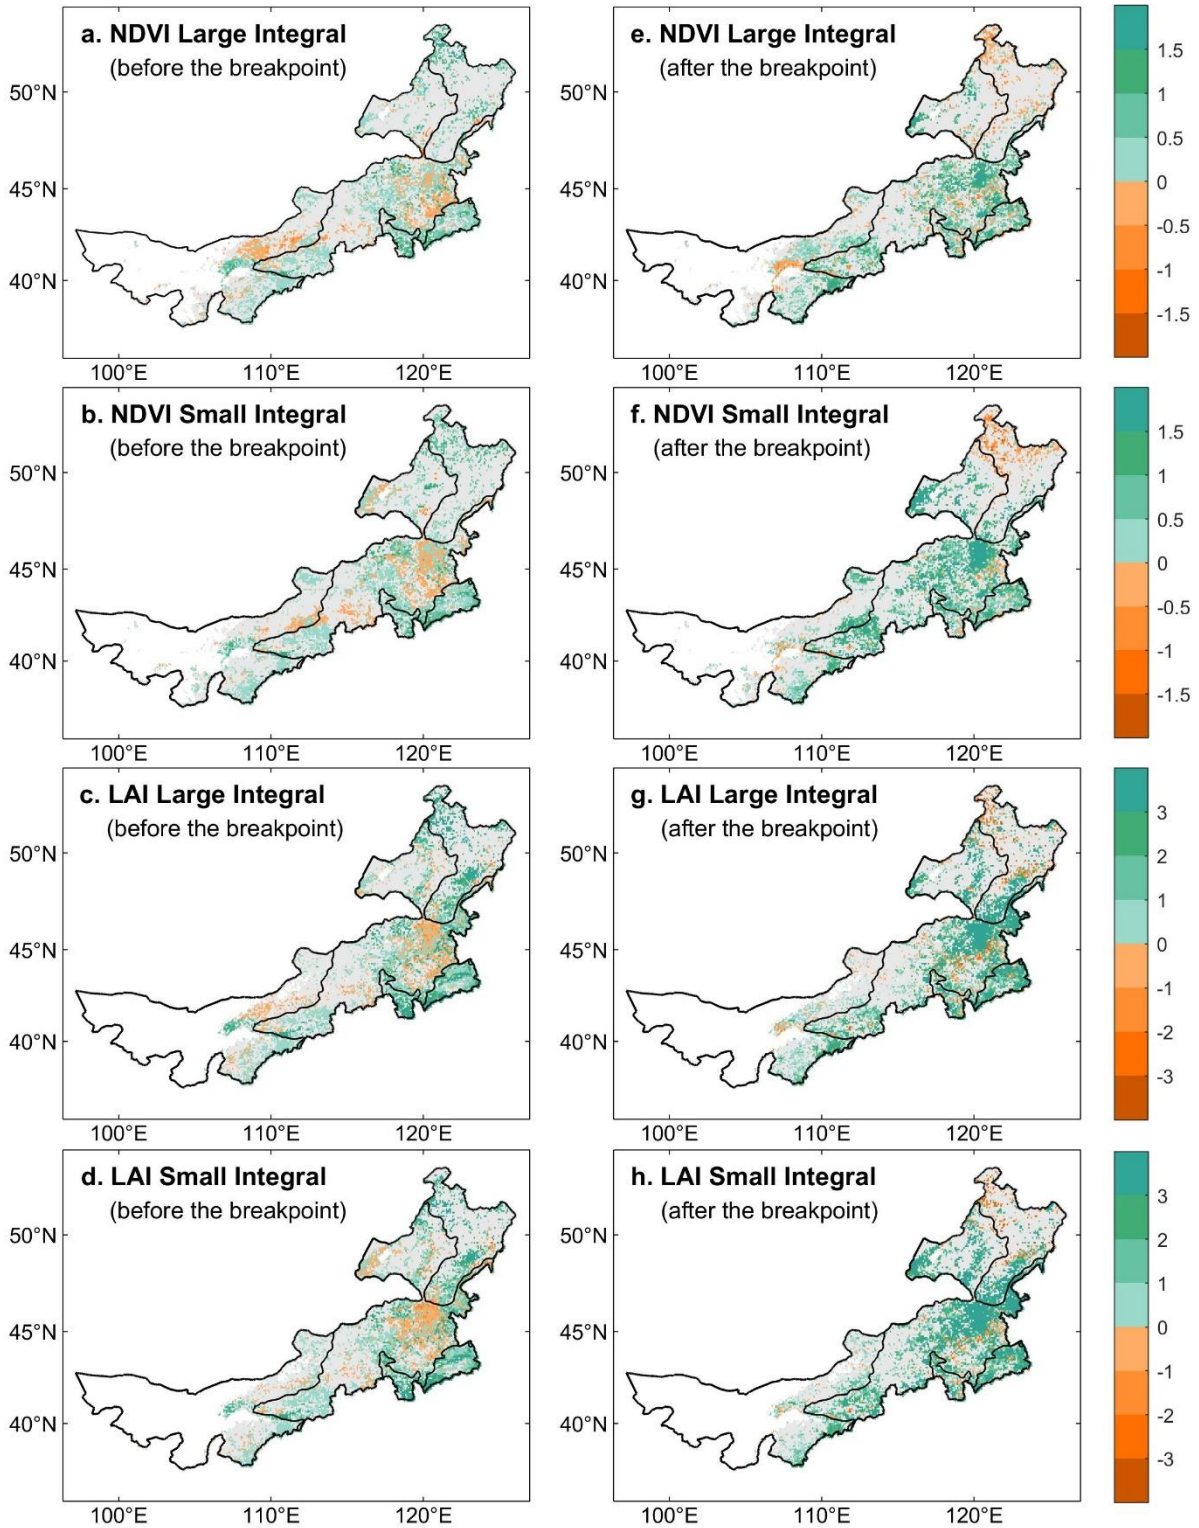 a. NDVI Large Integral
(before the breakpoint)
50°N
45°N
40°N
100°E 110°E 120°E
e. NDVI Large Integral
(after the breakpoint)
50°N
45°N
40°N
100°E 110°E 120°E
1.5
1
0.5
0
-0.5
-1
-1.5
b. NDVI Small Integral
(before the breakpoint)
50°N
45°N
40°N
100°E 110°E 120°E
f. NDVI Small Integral
(after the breakpoint)
50°N
45°N
40°N
100°E 110°E 120°E
1.5
1
0.5
0
-0.5
-1
-1.5
c. LAI Large Integral
(before the breakpoint)
50°N
45°N
40°N
100°E 110°E 120°E
g. LAI Large Integral
(after the breakpoint)
50°N
45°N
40°N
100°E 110°E 120°E
3
2
1
0
-1
-2
-3
d. LAI Small Integral
(before the breakpoint)
50°N
45°N
40°N
100°E 110°E 120°E
h. LAI Small Integral
(after the breakpoint)
50°N
45°N
40°N
100°E 110°E 120°E
3
2
1
0
-1
-2
-3